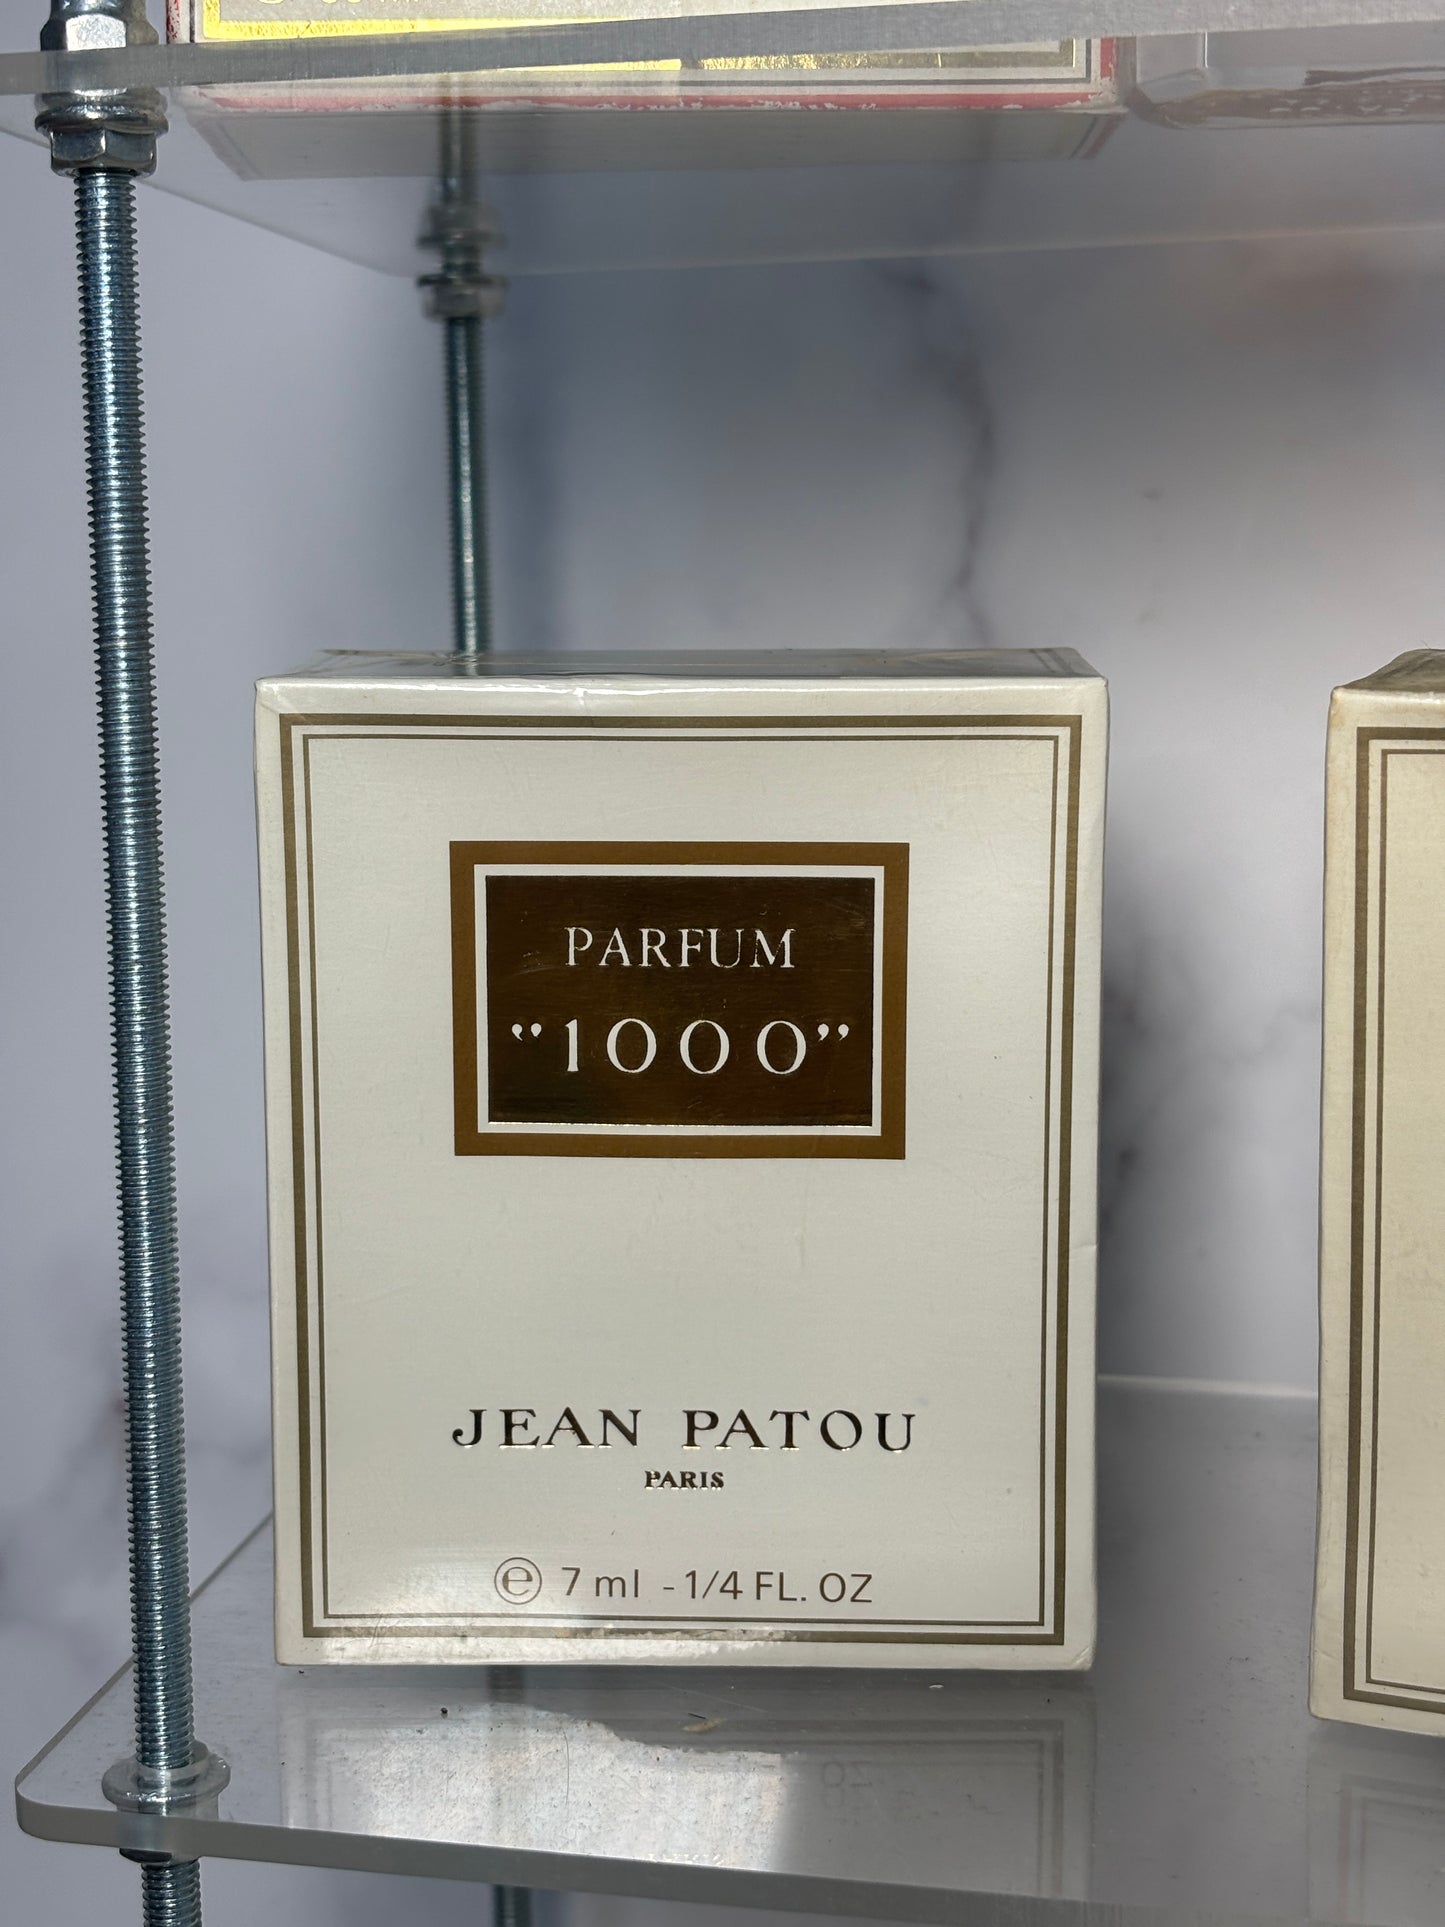 PARFUM
"1000"
JEAN PATOU
PARIS
℮ 7 ml - 1/4 FL. OZ